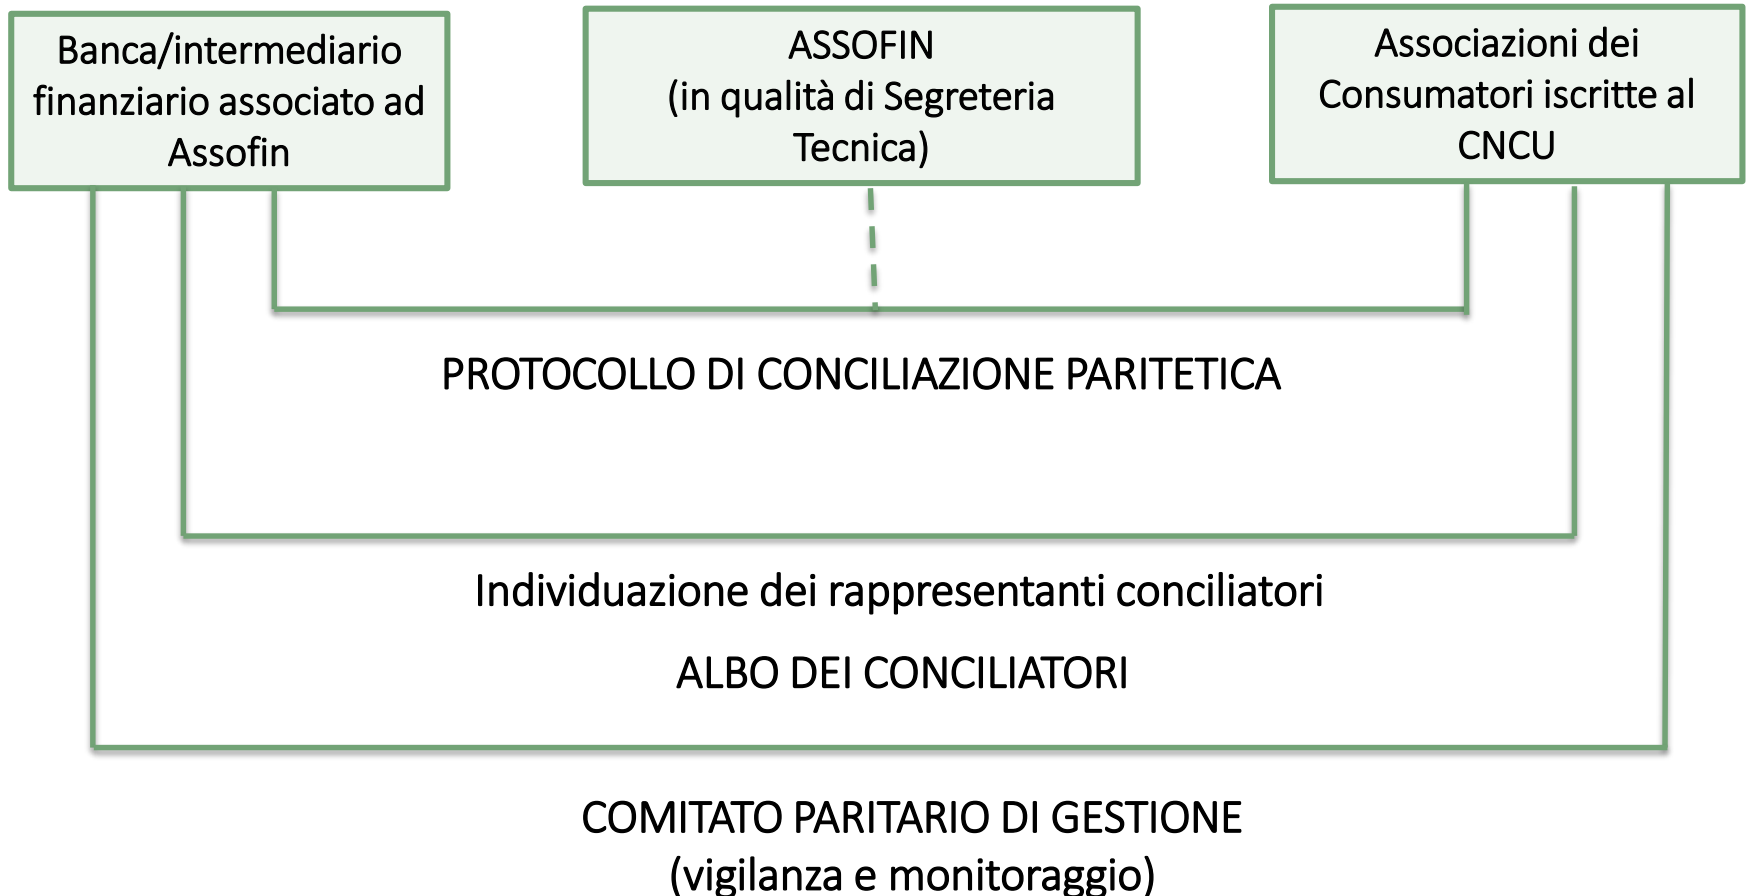 Banca/intermediario
finanziario associato ad
Assofin
ASSOFIN
(in qualità di Segreteria
Tecnica)
Associazioni dei
Consumatori iscritte al
CNCU
PROTOCOLLO DI CONCILIAZIONE PARITETICA
Individuazione dei rappresentanti conciliatori
ALBO DEI CONCILIATORI
COMITATO PARITARIO DI GESTIONE
(vigilanza e monitoraggio)